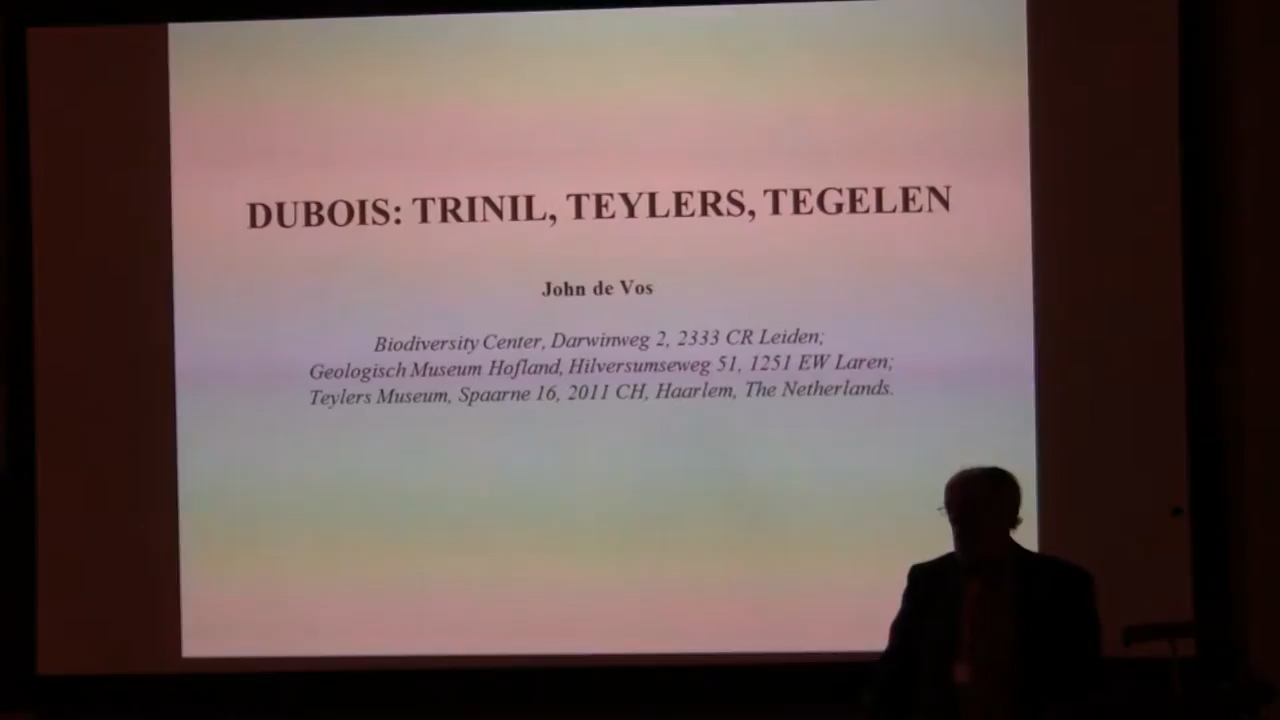 DUBOIS: TRINIL, TEYLERS, TEGELEN
John de Vos
Biodiversity Center, Darwinweg 2, 2333 CR Leiden;
Geologisch Museum Hofland, Hilversumseweg 51, 1251 EW Laren;
Teylers Museum, Spaarne 16, 2011 CH, Haarlem, The Netherlands.